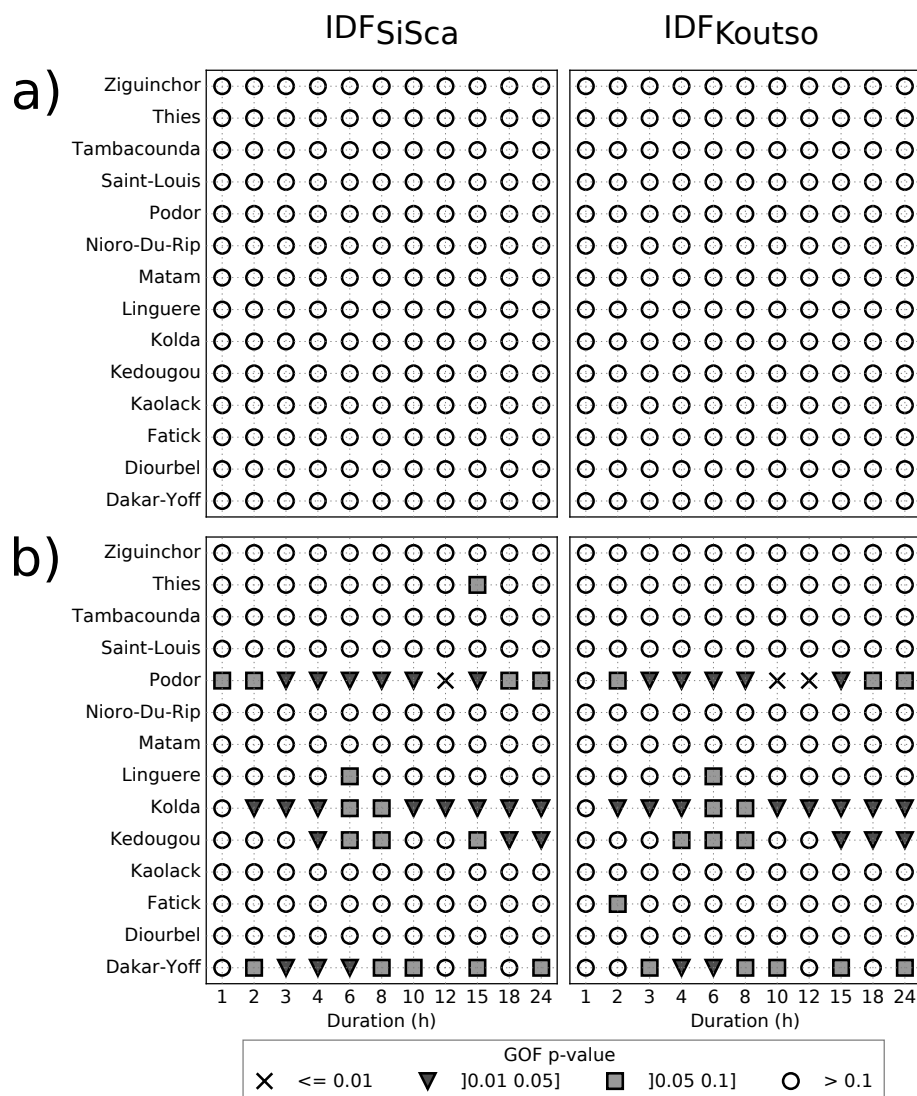 IDFSiSca IDFKoutso
a)
Ziguinchor
Thies
Tambacounda
Saint-Louis
Podor
Nioro-Du-Rip
Matam
Linguere
Kolda
Kedougou
Kaolack
Fatick
Diourbel
Dakar-Yoff
b)
Ziguinchor
Thies
Tambacounda
Saint-Louis
Podor
Nioro-Du-Rip
Matam
Linguere
Kolda
Kedougou
Kaolack
Fatick
Diourbel
Dakar-Yoff
1 2 3 4 6 8 10 12 15 18 24 1 2 3 4 6 8 10 12 15 18 24
Duration (h) Duration (h)
GOF p-value
<= 0.01 ]0.01 0.05] ]0.05 0.1] > 0.1